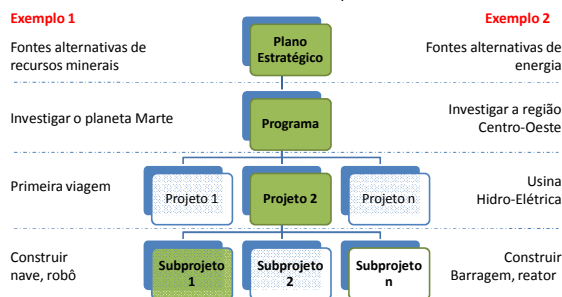 Exemplo 1
Exemplo 2
Fontes alternativas de
recursos minerais
Plano
Estratégico
Fontes alternativas de
energia
Investigar o planeta Marte
Programa
Investigar a região
Centro-Oeste
Primeira viagem
Projeto 1
Projeto 2
Projeto n
Usina
Hidro-Elétrica
Construir
nave, robô
Subprojeto
1
Subprojeto
2
Subprojeto
n
Construir
Barragem, reator